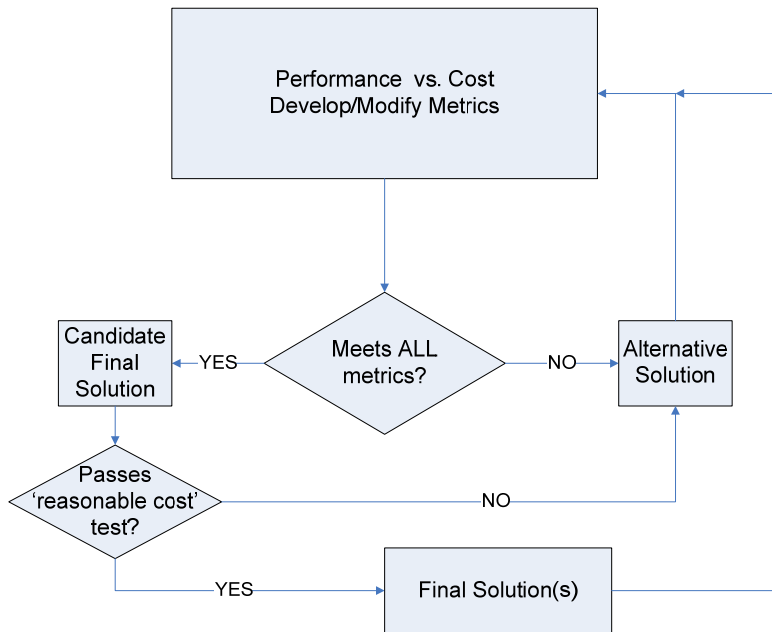 Performance vs. Cost
Develop/Modify Metrics
Candidate
Final
Solution
YES
Meets ALL
metrics?
NO
Alternative
Solution
Passes
‘reasonable cost’
test?
NO
YES
Final Solution(s)